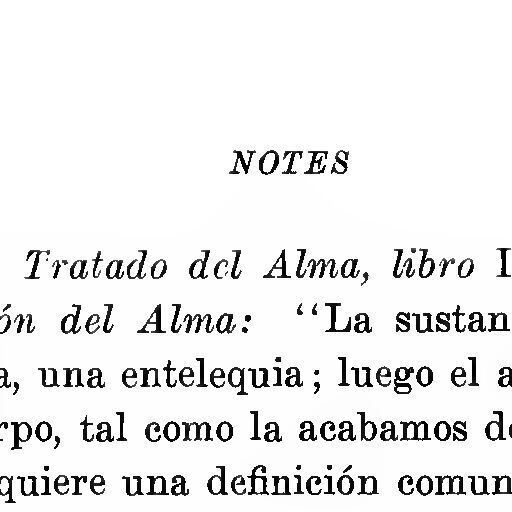 NOTES
Tratado del Alma, libro I
ón del Alma: "La sustan
a, una entelequia; luego el a
rpo, tal como la acabamos de
quiere una definición comun